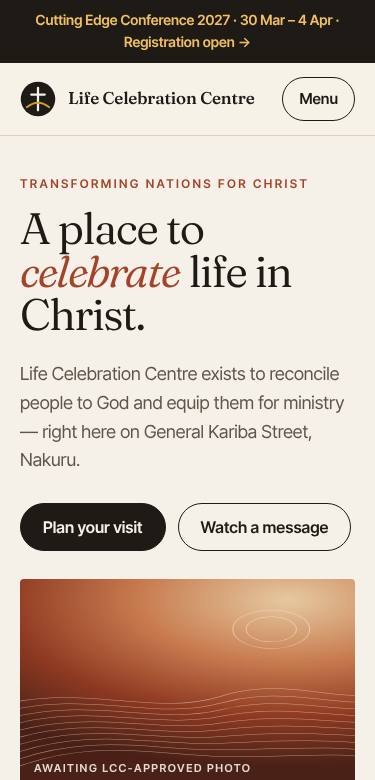 Cutting Edge Conference 2027 · 30 Mar – 4 Apr ·
Registration open →
Life Celebration Centre
Menu
TRANSFORMING NATIONS FOR CHRIST
A place to
celebrate life in
Christ.
Life Celebration Centre exists to reconcile
people to God and equip them for ministry
— right here on General Kariba Street,
Nakuru.
Plan your visit
Watch a message
AWAITING LCC-APPROVED PHOTO